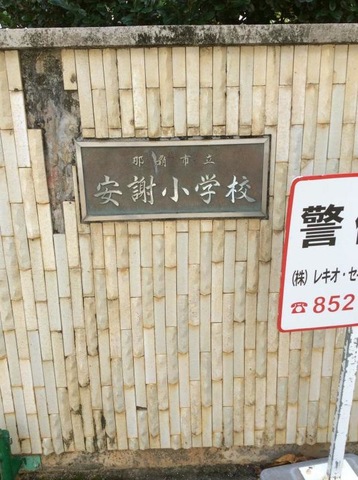 那覇市立
安謝小学校
警
(株)レキオ・セ
☎852